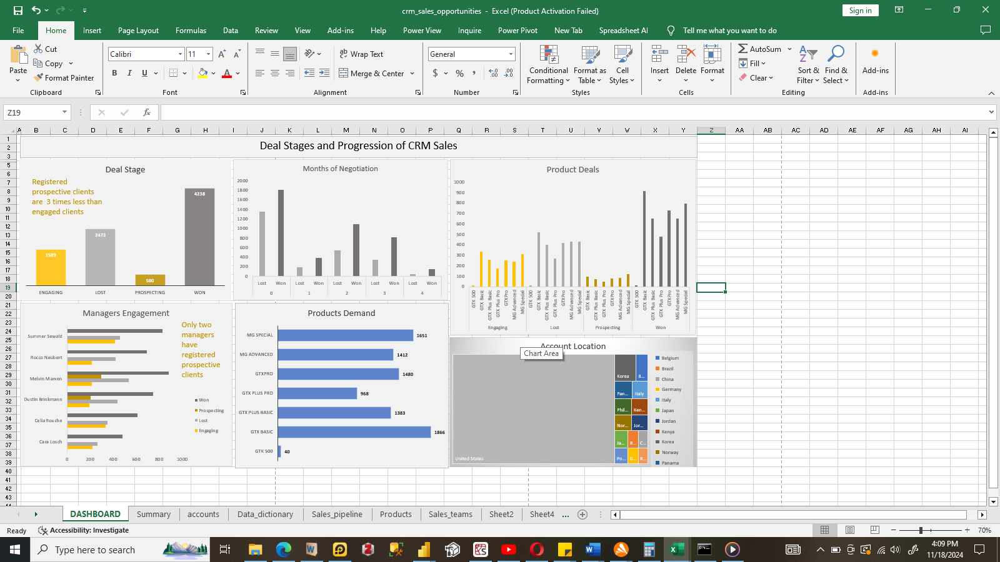 crm_sales_opportunities - Excel (Product Activation Failed)
Sign in
File Home Insert Page Layout Formulas Data Review View Add-ins Help Power View Inquire Power Pivot New Tab Spreadsheet AI Tell me what you want to do
Paste
Cut
Copy
Format Painter
Clipboard
Calibri 11
B I U
Font
Wrap Text
Merge & Center
Alignment
General
$ % ,
Number
Conditional Formatting
Format as Table
Cell Styles
Styles
Insert Delete Format
Cells
AutoSum
Fill
Clear
Sort & Filter
Find & Select
Editing
Add-ins
Add-ins
Z19
fx
A B C D E F G H I J K L M N O P Q R S T U V W X Y Z AA AB AC AD AE AF AG AH AI
1
2
3
5
6
7
8
9
10
11
12
13
14
15
16
17
18
19
20
21
22
23
24
25
26
27
28
29
30
31
32
33
34
35
36
37
38
39
40
41
42
43
Deal Stages and Progression of CRM Sales
Deal Stage
Registered
prospective clients
are 3 times less than
engaged clients
1589 2473 500 4238
ENGAGING LOST PROSPECTING WON
Months of Negotiation
2000
1800
1600
1400
1200
1000
800
600
400
200
0
Lost Won Lost Won Lost Won Lost Won Lost Won
0 1 2 3 4
Product Deals
1000
900
800
700
600
500
400
300
200
100
0
GTK 500 GTX Basic GTX Plus Basic GTX Plus Pro GTXPro MG Advanced MG Special
GTK 500 GTX Basic GTX Plus Basic GTX Plus Pro GTXPro MG Advanced MG Special
GTX Basic GTX Plus Basic GTX Plus Pro GTXPro MG Advanced MG Special
GTK 500 GTX Basic GTX Plus Basic GTX Plus Pro GTXPro MG Advanced MG Special
Engaging Lost Prospecting Won
Managers Engagement
Only two
managers
have
registered
prospective
clients
Summer Sewald
Rocco Neubert
Melvin Marxen
Dustin Brinkmann
Celia Rouche
Cara Losch
0 200 400 600 800 1000
Won
Prospecting
Lost
Engaging
Products Demand
MG SPECIAL 1651
MG ADVANCED 1412
GTXPRO 1480
GTX PLUS PRO 968
GTX PLUS BASIC 1383
GTX BASIC 1866
GTK 500 40
Account Location
Chart Area
United States
Korea B...
Pan... Italy
Phil... Ken...
Nor... Jor...
Ja... B... C...
Po... G... R...
Belgium
Brazil
China
Germany
Italy
Japan
Jordan
Kenya
Korea
Norway
Panama
DASHBOARD Summary accounts Data_dictionary Sales_pipeline Products Sales_teams Sheet2 Sheet4 ...
Ready Accessibility: Investigate
70%
Type here to search
4:09 PM
11/18/2024